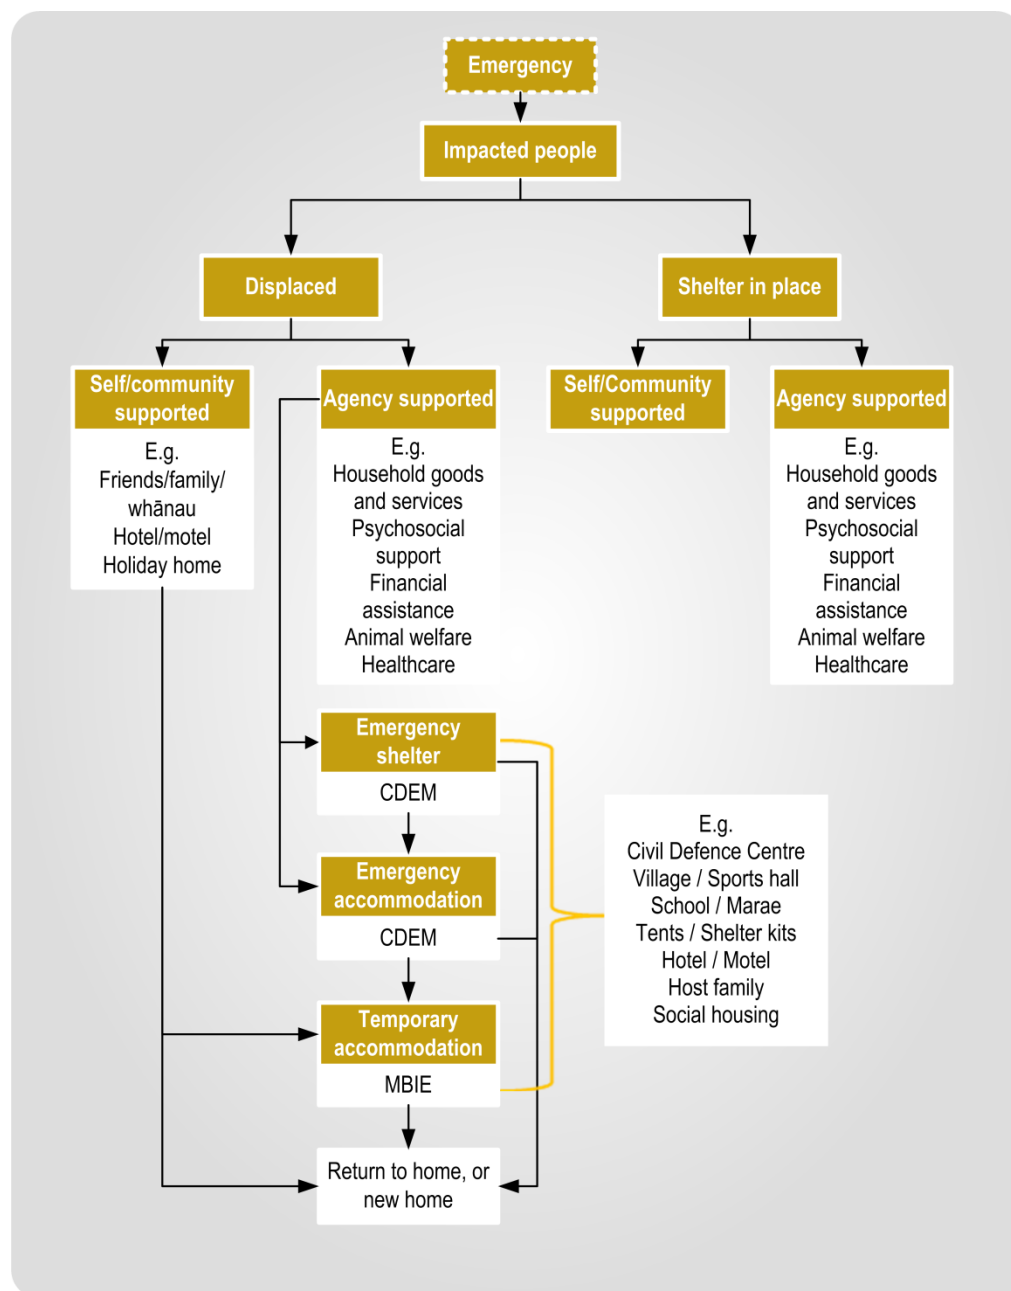 Emergency
Impacted people
Displaced
Shelter in place
Self/community
supported
E.g.
Friends/family/
whānau
Hotel/motel
Holiday home
Agency supported
E.g.
Household goods
and services
Psychosocial
support
Financial
assistance
Animal welfare
Healthcare
Self/Community
supported
Agency supported
E.g.
Household goods
and services
Psychosocial
support
Financial
assistance
Animal welfare
Healthcare
Emergency
shelter
CDEM
Emergency
accommodation
CDEM
Temporary
accommodation
MBIE
Return to home, or
new home
E.g.
Civil Defence Centre
Village / Sports hall
School / Marae
Tents / Shelter kits
Hotel / Motel
Host family
Social housing